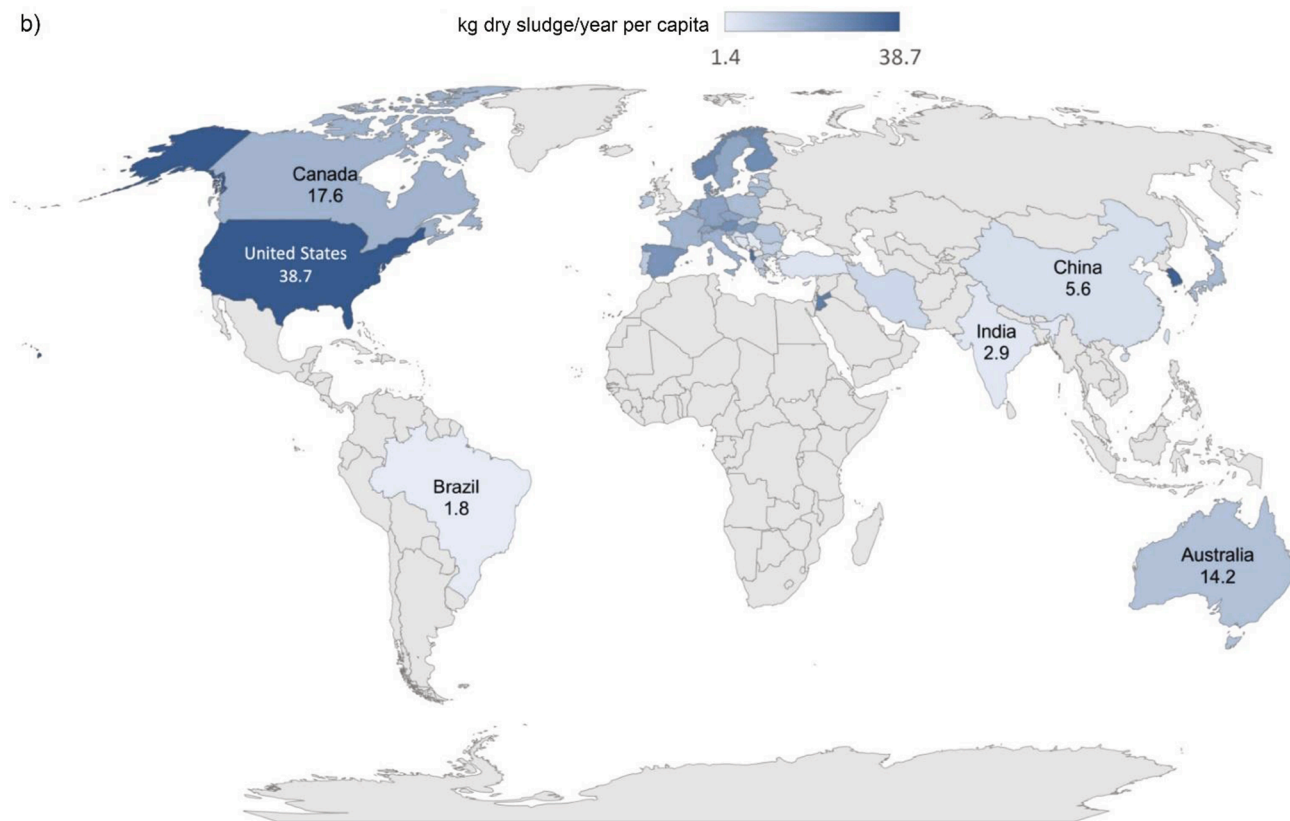 b)
kg dry sludge/year per capita
1.4 38.7
Canada
17.6
United States
38.7
China
5.6
India
2.9
Brazil
1.8
Australia
14.2